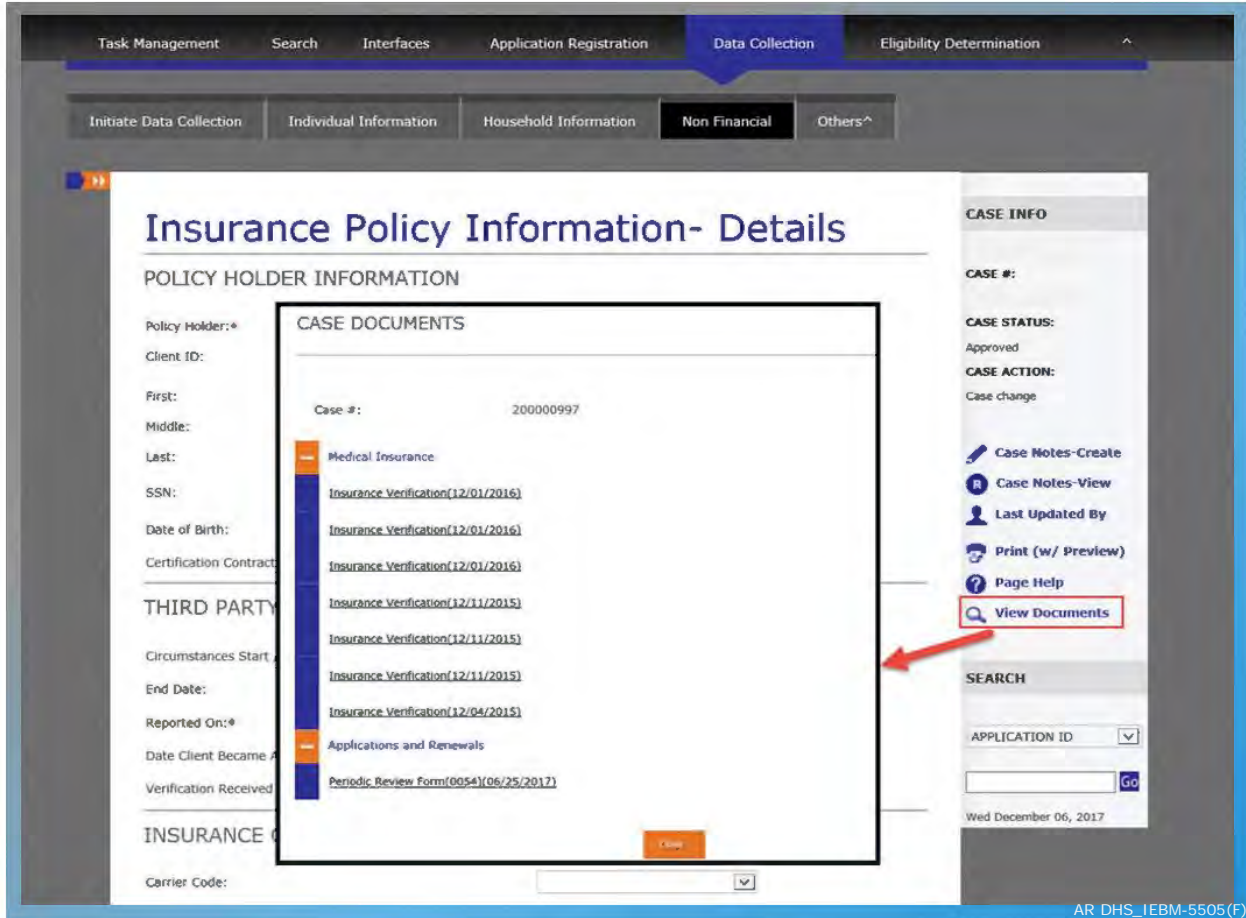 Task Management Search Interfaces Application Registration Data Collection Eligibility Determination ^
Initiate Data Collection Individual Information Household Information Non Financial Others^
Insurance Policy Information- Details
POLICY HOLDER INFORMATION
Policy Holder:*
Client ID:
First:
Middle:
Last:
SSN:
Date of Birth:
Certification Contract
THIRD PARTY
Circumstances Start
End Date:
Reported On:*
Date Client Became A
Verification Received
INSURANCE
Carrier Code:
CASE DOCUMENTS
Case #: 200000997
Medical Insurance
Insurance Verification(12/01/2016)
Insurance Verification(12/01/2016)
Insurance Verification(12/01/2016)
Insurance Verification(12/11/2015)
Insurance Verification(12/11/2015)
Insurance Verification(12/11/2015)
Insurance Verification(12/04/2015)
Applications and Renewals
Periodic Review Form(0054)(06/25/2017)
CASE INFO
CASE #:
CASE STATUS:
Approved
CASE ACTION:
Case change
Case Notes-Create
R Case Notes-View
Last Updated By
Print (w/ Preview)
? Page Help
View Documents
SEARCH
APPLICATION ID
Go
Wed December 06, 2017
AR DHS_IEBM-5505(F)